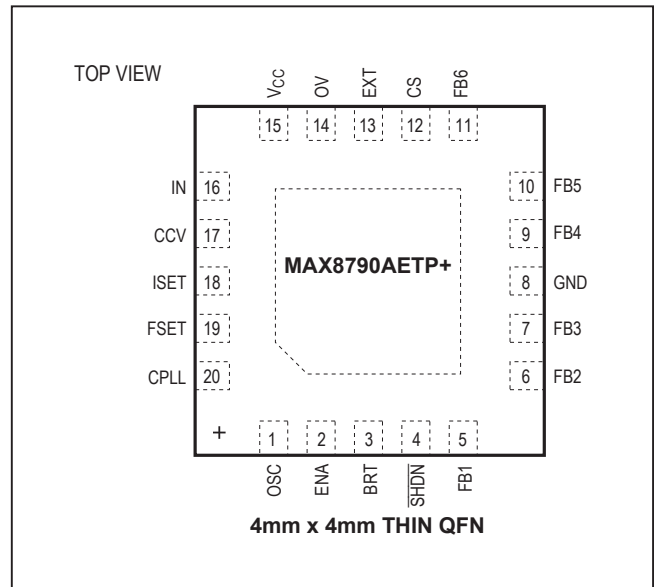 TOP VIEW
VCC
OV
EXT
CS
FB6
15
14
13
12
11
IN 16
10 FB5
CCV 17
9 FB4
MAX8790AETP+
ISET 18
8 GND
FSET 19
7 FB3
CPLL 20
6 FB2
+
1
2
3
4
5
OSC
ENA
BRT
SHDN
FB1
4mm x 4mm THIN QFN